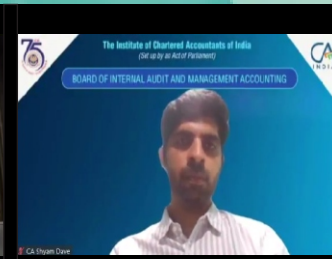 75
The Institute of Chartered Accountants of India
(Set up by an Act of Parliament)
BOARD OF INTERNAL AUDIT AND MANAGEMENT ACCOUNTING
CA
INDIA
CA Shyam Dave